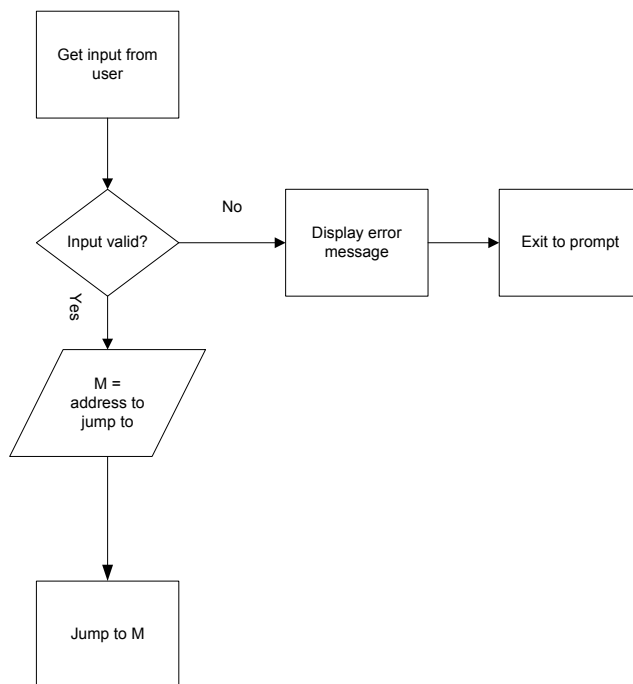 Get input from
user
Input valid?
No
Display error
message
Exit to prompt
Yes
M =
address to
jump to
Jump to M